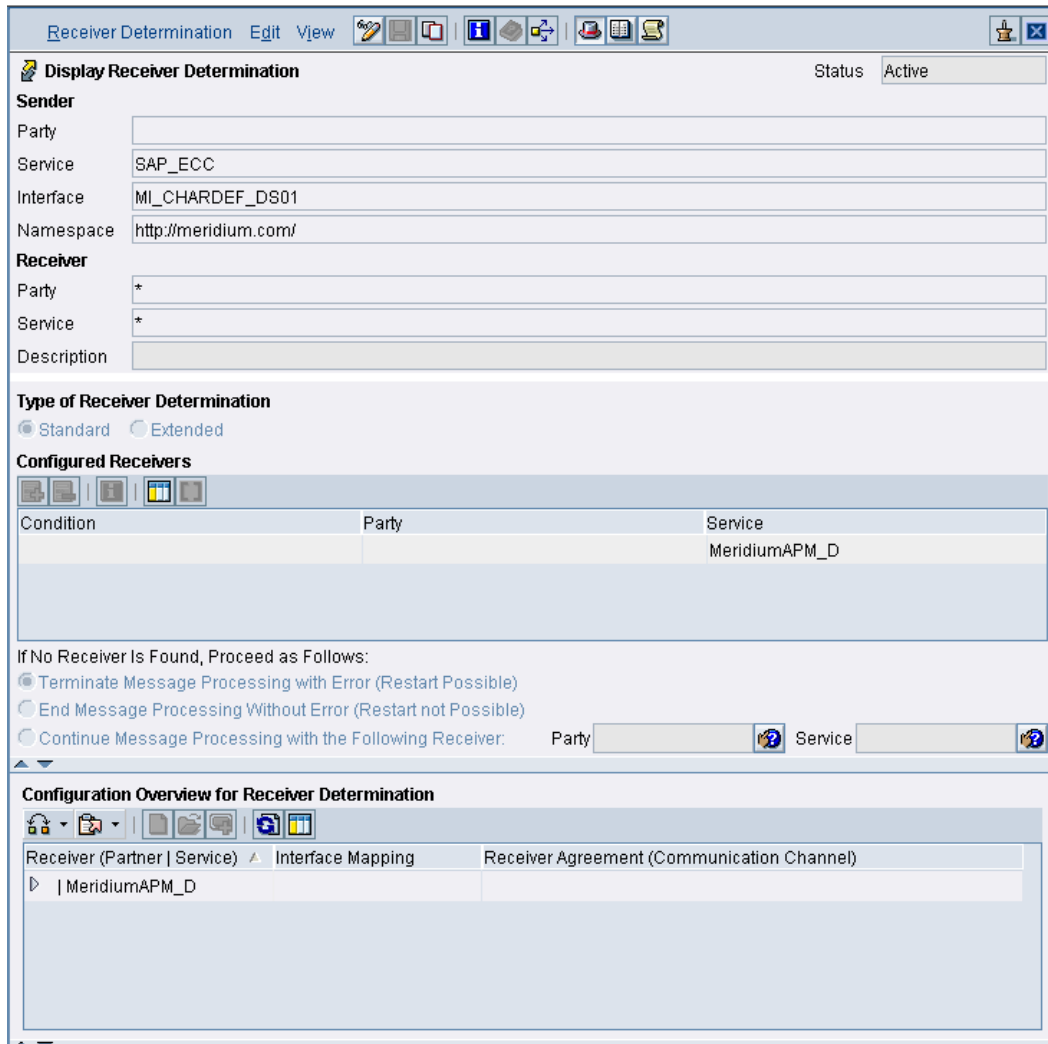 Receiver Determination Edit View
Display Receiver Determination Status Active
Sender
Party
Service SAP_ECC
Interface MI_CHARDEF_DS01
Namespace http://meridium.com/
Receiver
Party *
Service *
Description
Type of Receiver Determination
Standard Extended
Configured Receivers
Condition Party Service
MeridiumAPM_D
If No Receiver Is Found, Proceed as Follows:
Terminate Message Processing with Error (Restart Possible)
End Message Processing Without Error (Restart not Possible)
Continue Message Processing with the Following Receiver: Party Service
Configuration Overview for Receiver Determination
Receiver (Partner | Service) Interface Mapping Receiver Agreement (Communication Channel)
| MeridiumAPM_D